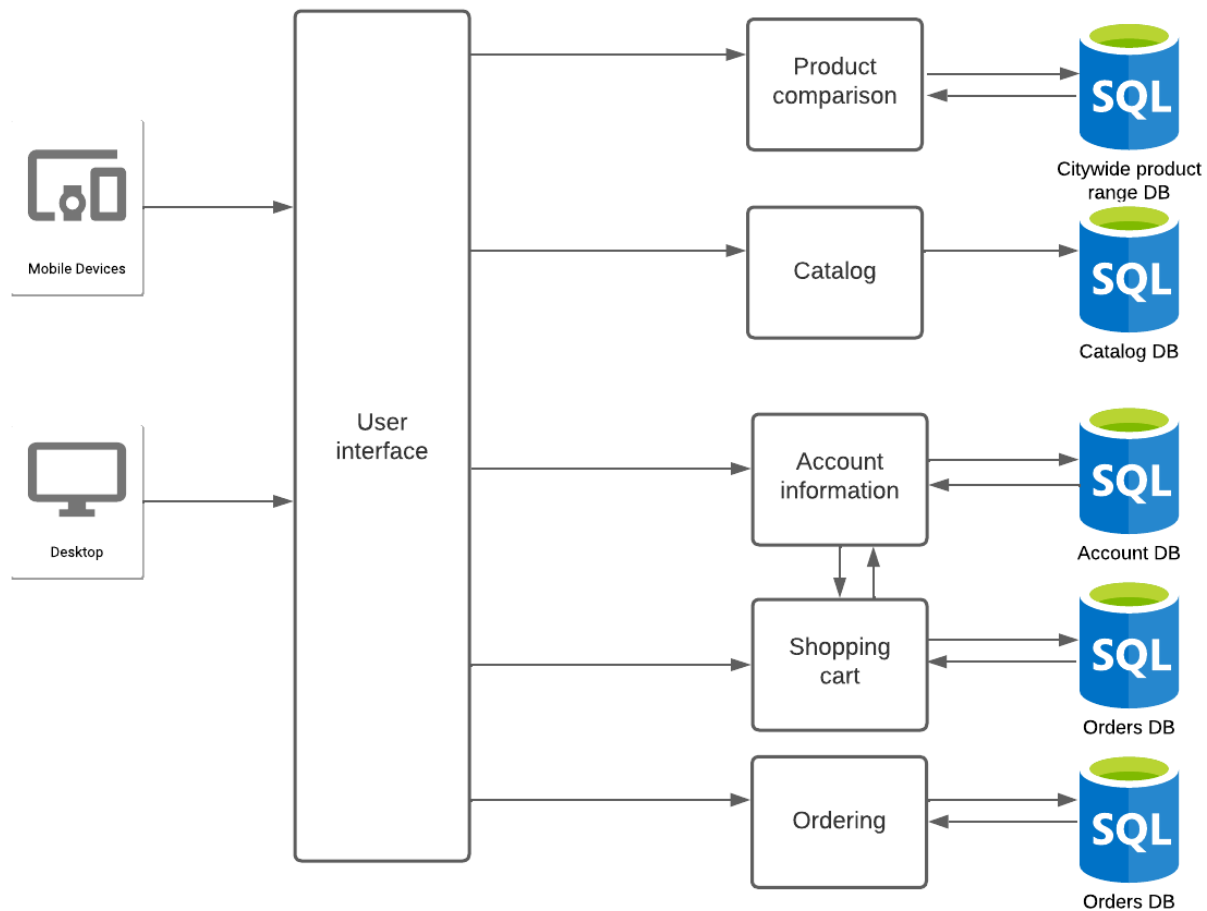 Mobile Devices
Desktop
User
interface
Product
comparison
SQL
Citywide product
range DB
Catalog
SQL
Catalog DB
Account
information
SQL
Account DB
Shopping
cart
SQL
Orders DB
Ordering
SQL
Orders DB